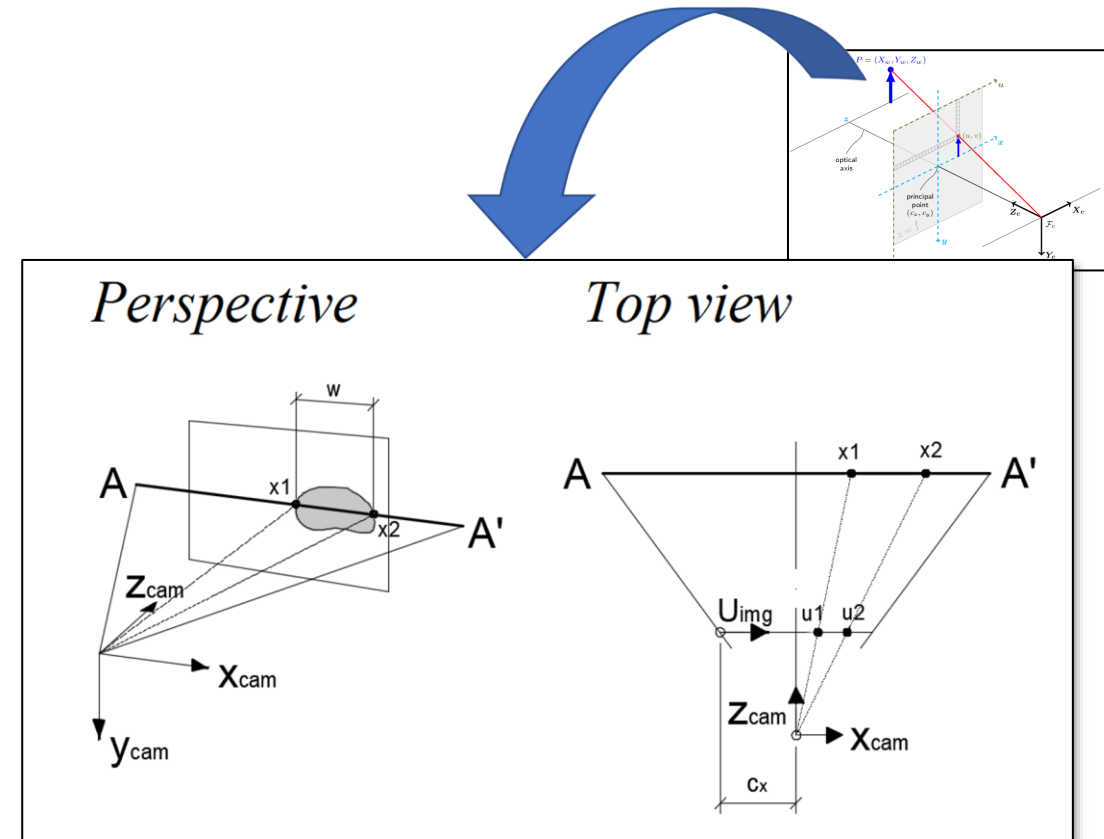 P = (X_w, Y_w, Z_w)
u
z
(u, v)
x
optical
axis
principal
point
(c_x, c_y)
Z_c
X_c
F_c
y
Y_c
Perspective
Top view
w
A
x1
x2
A'
Zcam
Xcam
ycam
A
x1
x2
A'
Uimg
u1
u2
Zcam
Xcam
cx